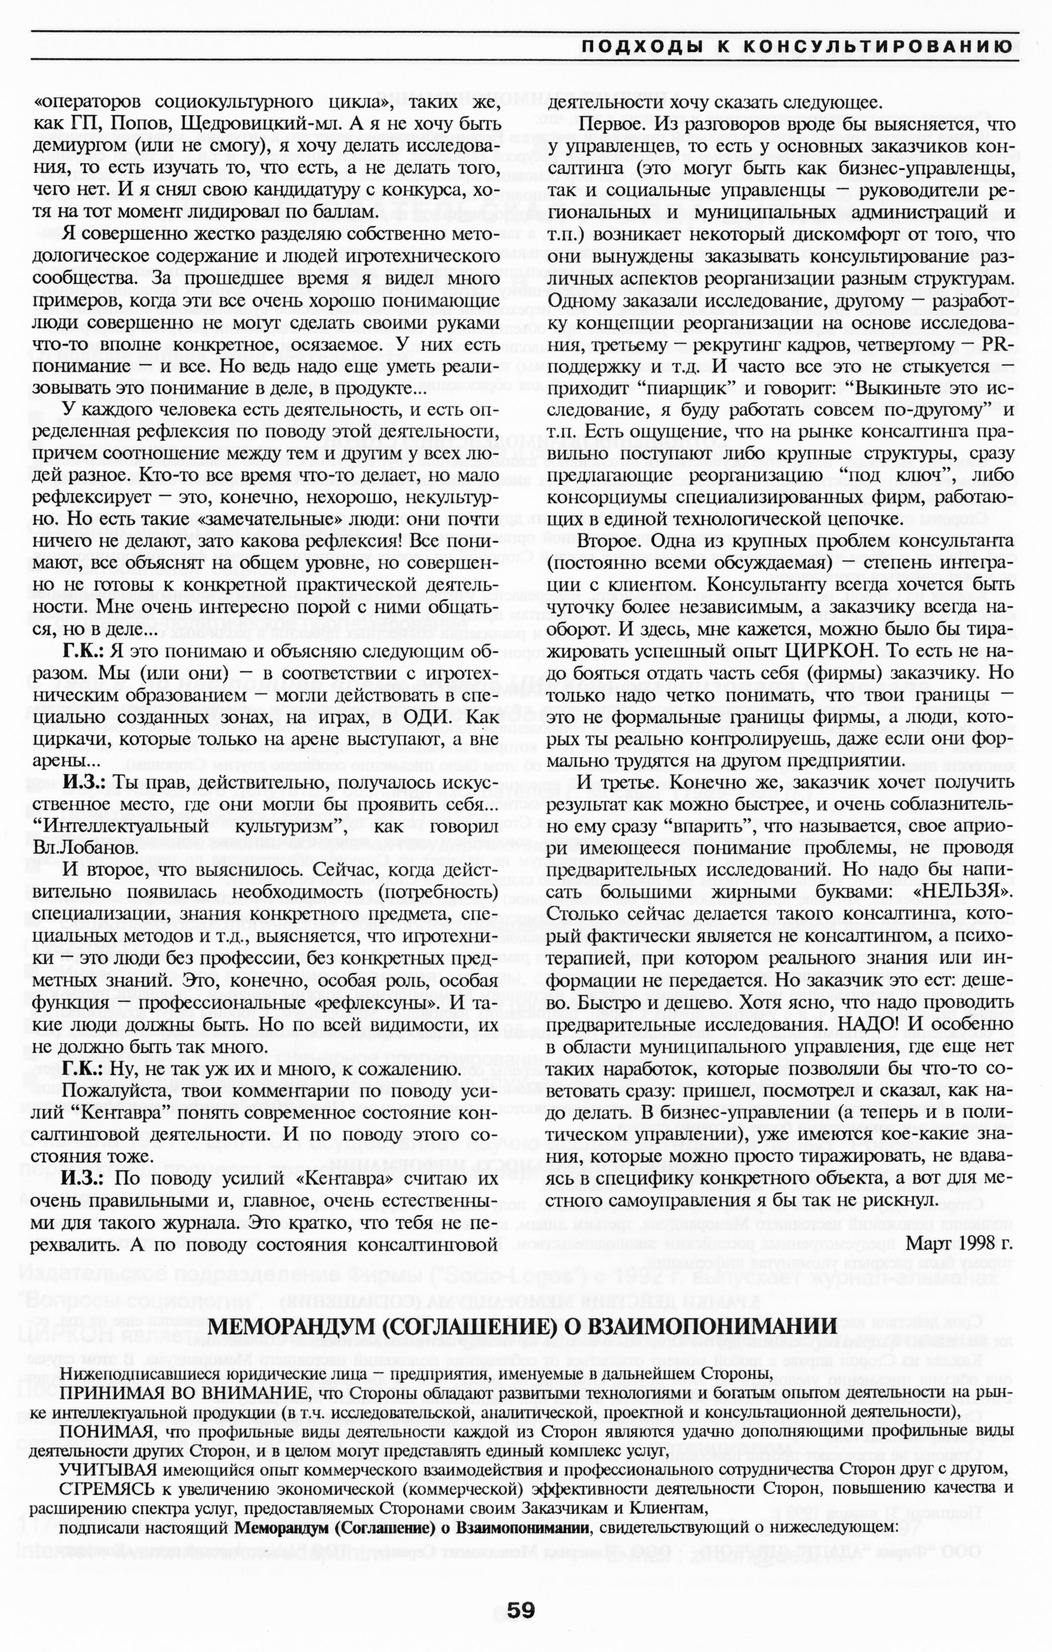 ПОДХОДЫ К КОНСУЛЬТИРОВАНИЮ
«операторов социокультурного цикла», таких же,
как ГП, Попов, Щедровицкий-мл. А я не хочу быть
демиургом (или не смогу), я хочу делать исследова-
ния, то есть изучать то, что есть, а не делать то,
чего нет. И я снял свою кандидатуру с конкурса, хо-
тя на тот момент лидировал по баллам.
Я совершенно жестко разделяю собственно мето-
дологическое содержание и людей игротехнического
сообщества. За прошедшее время я видел много
примеров, когда эти все очень хорошо понимающие
люди совершенно не могут сделать своими руками
что-то вполне конкретное, осязаемое. У них есть
понимание — и все. Но ведь надо еще уметь реали-
зовывать это понимание в деле, в продукте...
У каждого человека есть деятельность, и есть оп-
ределенная рефлексия по поводу этой деятельности,
причем соотношение между тем и другим у всех лю-
дей разное. Кто-то все время что-то делает, но мало
рефлексирует — это, конечно, нехорошо, некультур-
но. Но есть такие «замечательные» люди: они почти
ничего не делают, зато какова рефлексия! Все пони-
мают, все объяснят на общем уровне, но совершен-
но не готовы к конкретной практической деятель-
ности. Мне очень интересно порой с ними общать-
ся, но в деле...
Г.К.: Я это понимаю и объясняю следующим об-
разом. Мы (или они) — в соответствии с игротех-
ническим образованием — могли действовать в спе-
циально созданных зонах, на играх, в ОДИ. Как
циркачи, которые только на арене выступают, а вне
арены...
И.З.: Ты прав, действительно, получалось искус-
ственное место, где они могли бы проявить себя...
“Интеллектуальный культуризм”, как говорил
Вл.Лобанов.
И второе, что выяснилось. Сейчас, когда дейст-
вительно появилась необходимость (потребность)
специализации, знания конкретного предмета, спе-
циальных методов и т.д., выясняется, что игротехни-
ки — это люди без профессии, без конкретных пред-
метных знаний. Это, конечно, особая роль, особая
функция — профессиональные «рефлексуны». И та-
кие люди должны быть. Но по всей видимости, их
не должно быть так много.
Г.К.: Ну, не так уж их и много, к сожалению.
Пожалуйста, твои комментарии по поводу уси-
лий “Кентавра” понять современное состояние кон-
салтинговой деятельности. И по поводу этого со-
стояния тоже.
И.З.: По поводу усилий «Кентавра» считаю их
очень правильными и, главное, очень естественны-
ми для такого журнала. Это кратко, что тебя не пе-
рехвалить. А по поводу состояния консалтинговой
деятельности хочу сказать следующее.
Первое. Из разговоров вроде бы выясняется, что
у управленцев, то есть у основных заказчиков кон-
салтинга (это могут быть как бизнес-управленцы,
так и социальные управленцы — руководители ре-
гиональных и муниципальных администраций и
т.п.) возникает некоторый дискомфорт от того, что
они вынуждены заказывать консультирование раз-
личных аспектов реорганизации разным структурам.
Одному заказали исследование, другому — разработ-
ку концепции реорганизации на основе исследова-
ния, третьему — рекрутинг кадров, четвертому — PR-
поддержку и т.д. И часто все это не стыкуется —
приходит “пиарщик” и говорит: “Выкиньте это ис-
следование, я буду работать совсем по-другому” и
т.п. Есть ощущение, что на рынке консалтинга пра-
вильно поступают либо крупные структуры, сразу
предлагающие реорганизацию “под ключ”, либо
консорциумы специализированных фирм, работаю-
щих в единой технологической цепочке.
Второе. Одна из крупных проблем консультанта
(постоянно всеми обсуждаемая) — степень интегра-
ции с клиентом. Консультанту всегда хочется быть
чуточку более независимым, а заказчику всегда на-
оборот. И здесь, мне кажется, можно было бы тира-
жировать успешный опыт ЦИРКОН. То есть не на-
до бояться отдать часть себя (фирмы) заказчику. Но
только надо четко понимать, что твои границы —
это не формальные границы фирмы, а люди, кото-
рых ты реально контролируешь, даже если они фор-
мально трудятся на другом предприятии.
И третье. Конечно же, заказчик хочет получить
результат как можно быстрее, и очень соблазнитель-
но ему сразу “впарить”, что называется, свое априо-
ри имеющееся понимание проблемы, не проводя
предварительных исследований. Но надо бы напи-
сать большими жирными буквами: «НЕЛЬЗЯ».
Столько сейчас делается такого консалтинга, кото-
рый фактически является не консалтингом, а психо-
терапией, при котором реального знания или ин-
формации не передается. Но заказчик это ест: деше-
во. Быстро и дешево. Хотя ясно, что надо проводить
предварительные исследования. НАДО! И особенно
в области муниципального управления, где еще нет
таких наработок, которые позволяли бы что-то со-
ветовать сразу: пришел, посмотрел и сказал, как на-
до делать. В бизнес-управлении (а теперь и в поли-
тическом управлении), уже имеются кое-какие зна-
ния, которые можно просто тиражировать, не вдава-
ясь в специфику конкретного объекта, а вот для ме-
стного самоуправления я бы так не рискнул.
Март 1998 г.
МЕМОРАНДУМ (СОГЛАШЕНИЕ) О ВЗАИМОПОНИМАНИИ
Нижеподписавшиеся юридические лица — предприятия, именуемые в дальнейшем Стороны,
ПРИНИМАЯ ВО ВНИМАНИЕ, что Стороны обладают развитыми технологиями и богатым опытом деятельности на рын-
ке интеллектуальной продукции (в т.ч. исследовательской, аналитической, проектной и консультационной деятельности),
ПОНИМАЯ, что профильные виды деятельности каждой из Сторон являются удачно дополняющими профильные виды
деятельности других Сторон, и в целом могут представлять единый комплекс услуг,
УЧИТЫВАЯ имеющийся опыт коммерческого взаимодействия и профессионального сотрудничества Сторон друг с другом,
СТРЕМЯСЬ к увеличению экономической (коммерческой) эффективности деятельности Сторон, повышению качества и
расширению спектра услуг, предоставляемых Сторонами своим Заказчикам и Клиентам,
подписали настоящий Меморандум (Соглашение) о Взаимопонимании, свидетельствующий о нижеследующем:
59